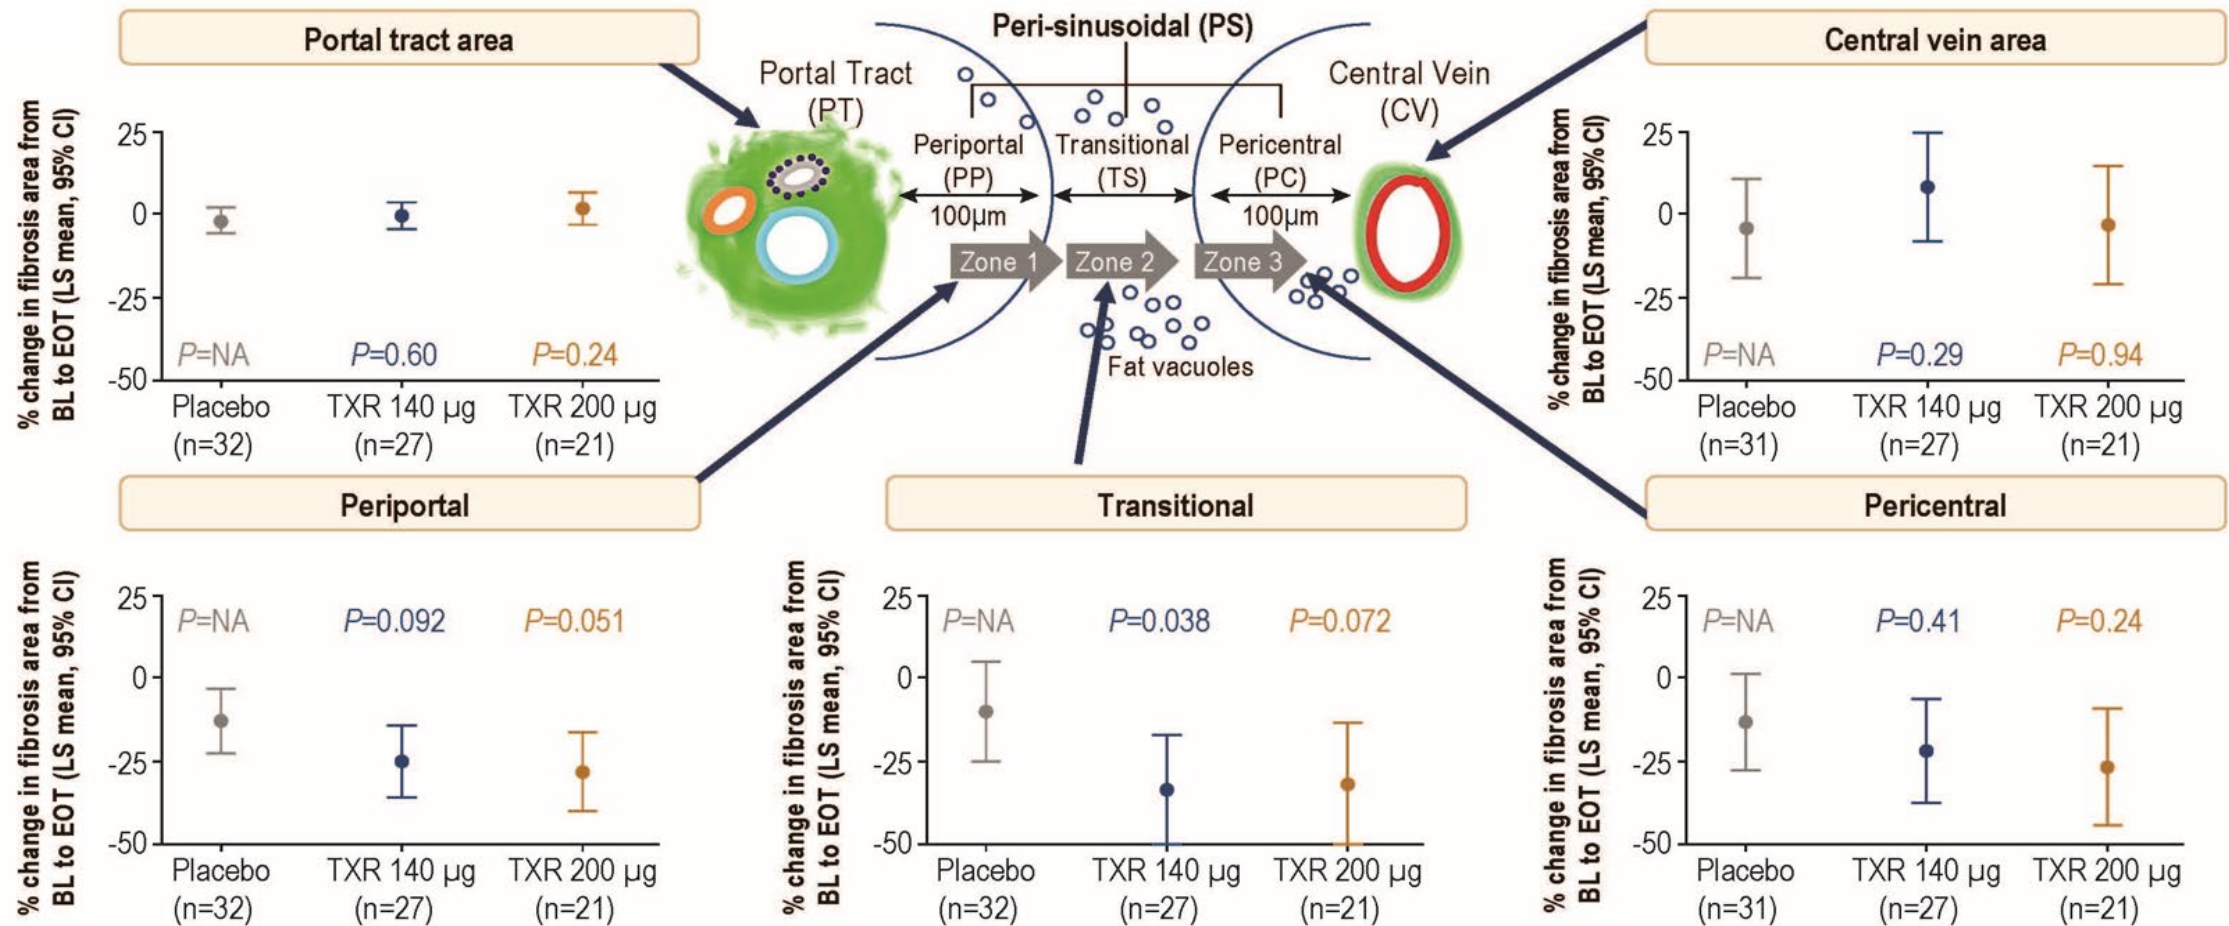 Portal tract area
% change in fibrosis area from
BL to EOT (LS mean, 95% CI)
25
0
-25
-50
P=NA
P=0.60
P=0.24
Placebo
(n=32)
TXR 140 µg
(n=27)
TXR 200 µg
(n=21)
Peri-sinusoidal (PS)
Portal Tract
(PT)
Central Vein
(CV)
Periportal
(PP)
100µm
Transitional
(TS)
Pericentral
(PC)
100µm
Zone 1
Zone 2
Zone 3
Fat vacuoles
Central vein area
% change in fibrosis area from
BL to EOT (LS mean, 95% CI)
25
0
-25
-50
P=NA
P=0.29
P=0.94
Placebo
(n=31)
TXR 140 µg
(n=27)
TXR 200 µg
(n=21)
Periportal
% change in fibrosis area from
BL to EOT (LS mean, 95% CI)
25
0
-25
-50
P=NA
P=0.092
P=0.051
Placebo
(n=32)
TXR 140 µg
(n=27)
TXR 200 µg
(n=21)
Transitional
% change in fibrosis area from
BL to EOT (LS mean, 95% CI)
25
0
-25
-50
P=NA
P=0.038
P=0.072
Placebo
(n=32)
TXR 140 µg
(n=27)
TXR 200 µg
(n=21)
Pericentral
% change in fibrosis area from
BL to EOT (LS mean, 95% CI)
25
0
-25
-50
P=NA
P=0.41
P=0.24
Placebo
(n=31)
TXR 140 µg
(n=27)
TXR 200 µg
(n=21)